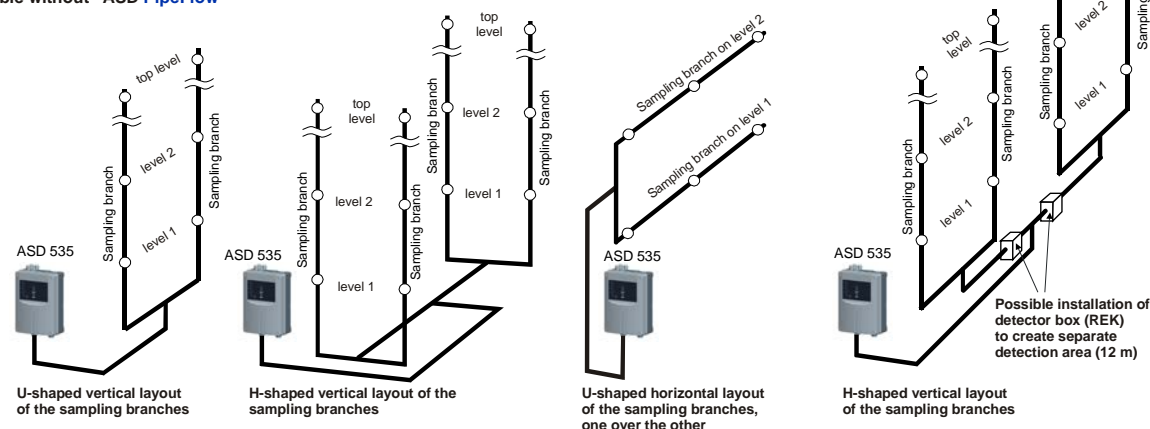 ASD PipeFlow
top level
level 2
level 1
Sampling branch
Sampling branch
ASD 535
U-shaped vertical layout
of the sampling branches
top
level
level 2
level 1
Sampling branch
Sampling branch
top
level
level 2
level 1
Sampling branch
Sampling branch
ASD 535
H-shaped vertical layout of the
sampling branches
Sampling branch on level 2
Sampling branch on level 1
ASD 535
U-shaped horizontal layout
of the sampling branches,
one over the other
top
level
level 2
level 1
Sampling branch
Sampling branch
level 2
level 1
Sampling branch
Sampling
ASD 535
Possible installation of
detector box (REK)
to create separate
detection area (12 m)
H-shaped vertical layout
of the sampling branches